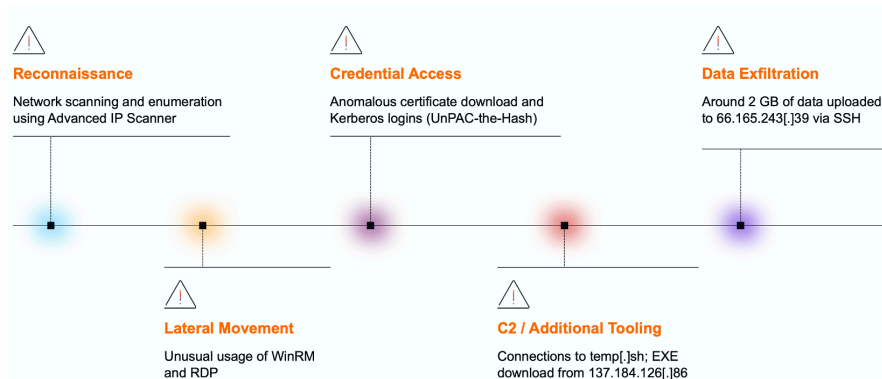 Reconnaissance
Network scanning and enumeration
using Advanced IP Scanner
Lateral Movement
Unusual usage of WinRM
and RDP
Credential Access
Anomalous certificate download and
Kerberos logins (UnPAC-the-Hash)
C2 / Additional Tooling
Connections to temp[.]sh; EXE
download from 137.184.126[.]86
Data Exfiltration
Around 2 GB of data uploaded
to 66.165.243[.]39 via SSH